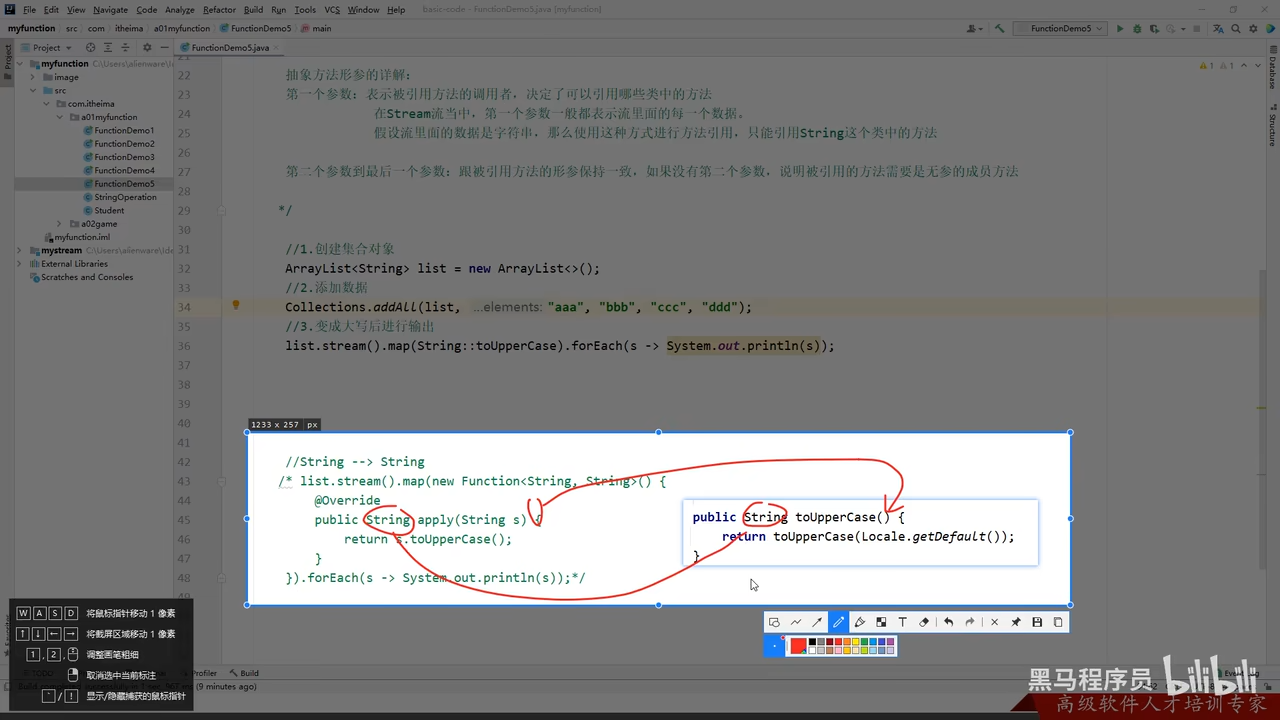 File Edit View Navigate Code Analyze Refactor Build Run Tools VCS Window Help basic-code - FunctionDemo5.java [myfunction]
myfunction src com itheima a01myfunction FunctionDemo5 main FunctionDemo5
Project FunctionDemo5.java
myfunction
image
src
com.itheima
a01myfunction
FunctionDemo1
FunctionDemo2
FunctionDemo3
FunctionDemo4
FunctionDemo5
StringOperation
Student
a02game
myfunction.iml
mystream
External Libraries
Scratches and Consoles
Project
Database
Structure
1 1
21
22 抽象方法形参的详解:
23 第一个参数:表示被引用方法的调用者,决定了可以引用哪些类中的方法
24 在Stream流当中,第一个参数一般都表示流里面的每一个数据。
25 假设流里面的数据是字符串,那么使用这种方式进行方法引用,只能引用String这个类中的方法
26
27 第二个参数到最后一个参数:跟被引用方法的形参保持一致,如果没有第二个参数,说明被引用的方法需要是无参的成员方法
28
29 */
30
31 //1.创建集合对象
32 ArrayList<String> list = new ArrayList<>();
33 //2.添加数据
34 Collections.addAll(list, ...elements: "aaa", "bbb", "ccc", "ddd");
35 //3.变成大写后进行输出
36 list.stream().map(String::toUpperCase).forEach(s -> System.out.println(s));
37
38
39
40
1233 x 257 px
41
42 //String --> String
43 /* list.stream().map(new Function<String, String>() {
44 @Override
45 public String apply(String s) {
46 return s.toUpperCase();
47 }
48 }).forEach(s -> System.out.println(s));*/
public String toUpperCase() {
return toUpperCase(Locale.getDefault());
}
W A S D 将鼠标指针移动 1 像素
↑ ↓ ← → 将截屏区域移动 1 像素
1 , 2 , 调整画笔粗细
取消选中当前标注
显示/隐藏捕获的鼠标指针
Profiler Build
(9 minutes ago)
黑马程序员 bilibili
高级软件人才培训专家